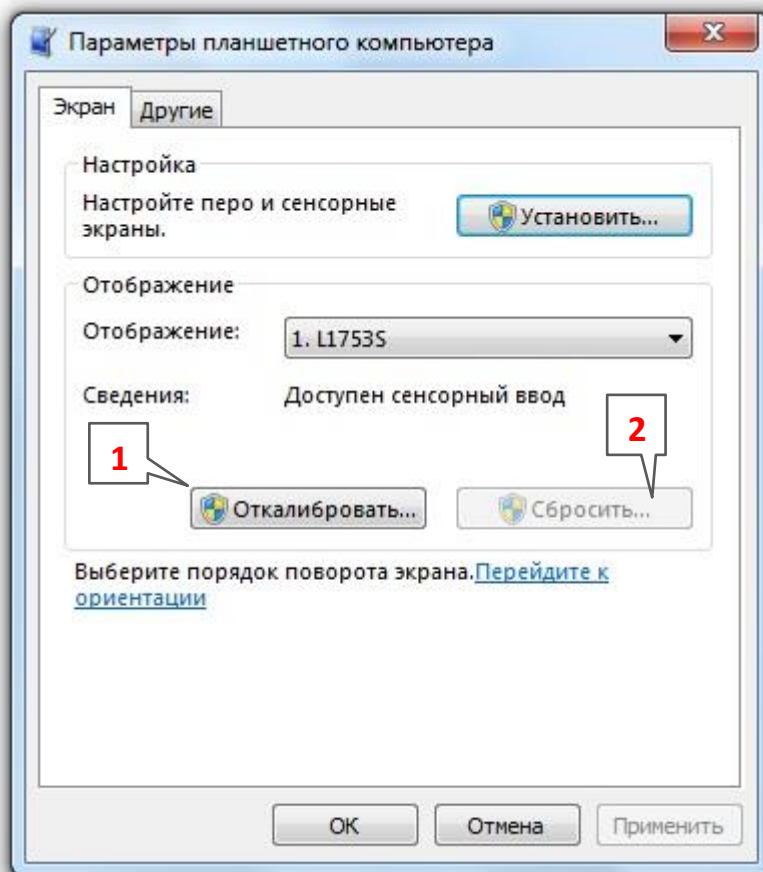 Параметры планшетного компьютера
Экран
Другие
Настройка
Настройте перо и сенсорные
экраны.
Установить...
Отображение
Отображение:
1. L1753S
Сведения:
Доступен сенсорный ввод
1
2
Откалибровать...
Сбросить...
Выберите порядок поворота экрана.Перейдите к
ориентации
ОК
Отмена
Применить